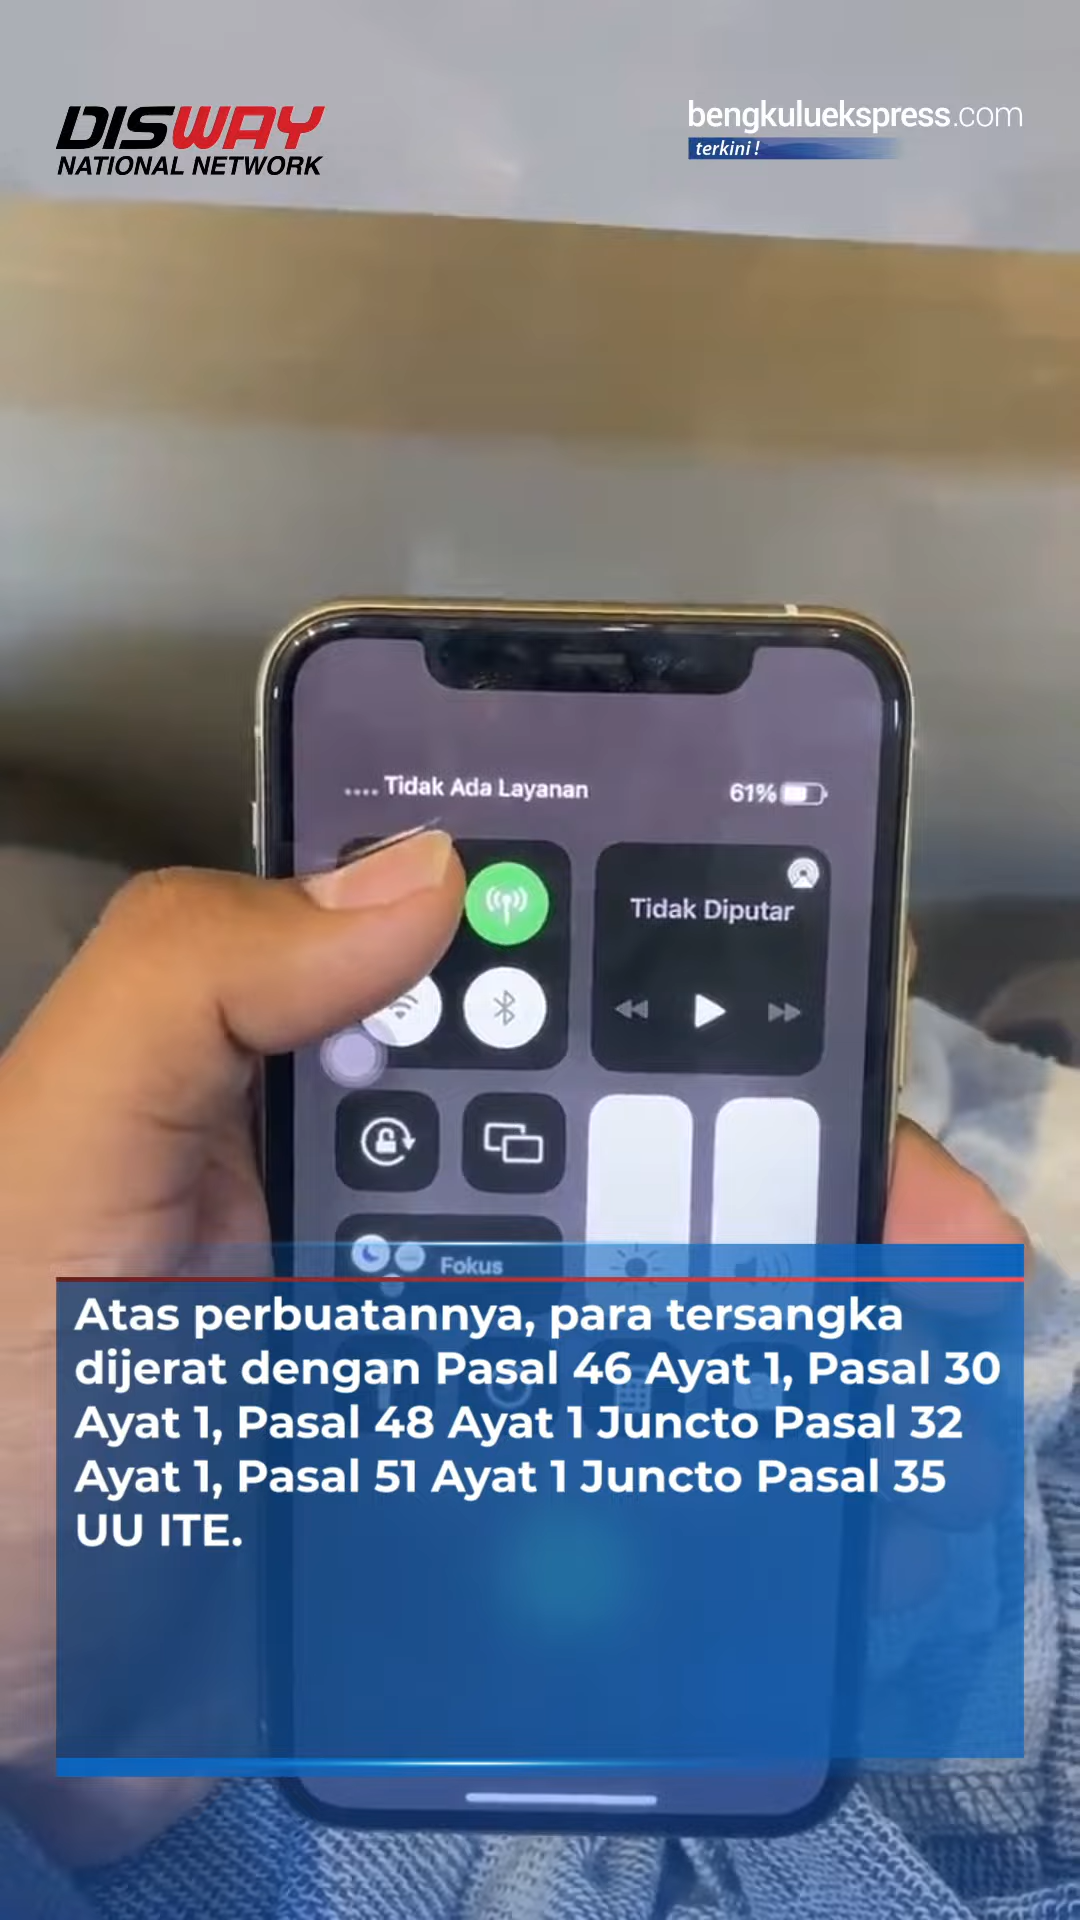 DISWAY
NATIONAL NETWORK
bengkuluekspress.com
terkini!
.... Tidak Ada Layanan
61%
Tidak Diputar
Fokus
Atas perbuatannya, para tersangka
dijerat dengan Pasal 46 Ayat 1, Pasal 30
Ayat 1, Pasal 48 Ayat 1 Juncto Pasal 32
Ayat 1, Pasal 51 Ayat 1 Juncto Pasal 35
UU ITE.